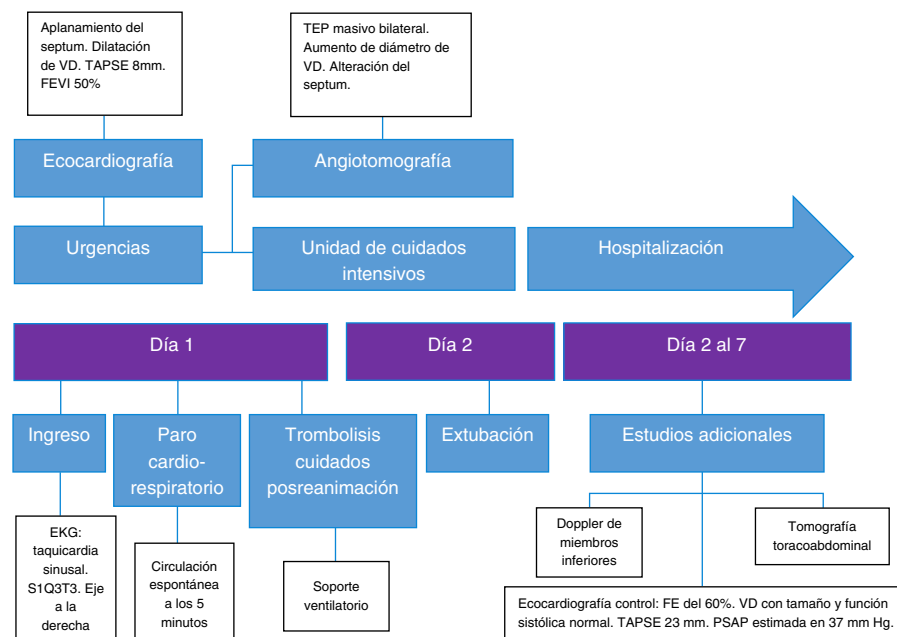 Aplanamiento del
septum. Dilatación
de VD. TAPSE 8mm.
FEVI 50%
TEP masivo bilateral.
Aumento de diámetro de
VD. Alteración del
septum.
Ecocardiografía
Angiotomografía
Urgencias
Unidad de cuidados
intensivos
Hospitalización
Día 1
Día 2
Día 2 al 7
Ingreso
Paro
cardio-
respiratorio
Trombolisis
cuidados
posreanimación
Extubación
Estudios adicionales
EKG:
taquicardia
sinusal.
S1Q3T3. Eje
a la
derecha
Circulación
espontánea
a los 5
minutos
Soporte
ventilatorio
Doppler de
miembros
inferiores
Tomografía
toracoabdominal
Ecocardiografía control: FE del 60%. VD con tamaño y función
sistólica normal. TAPSE 23 mm. PSAP estimada en 37 mm Hg.